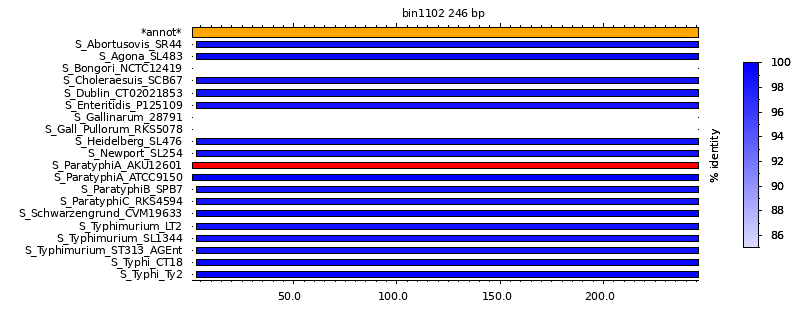 bin1102 246 bp
*annot*
S_Abortusovis_SR44
S_Agona_SL483
S_Bongori_NCTC12419
S_Choleraesuis_SCB67
S_Dublin_CT02021853
S_Enteritidis_P125109
S_Gallinarum_28791
S_Gall_Pullorum_RKS5078
S_Heidelberg_SL476
S_Newport_SL254
S_ParatyphiA_AKU12601
S_ParatyphiA_ATCC9150
S_ParatyphiB_SPB7
S_ParatyphiC_RKS4594
S_Schwarzengrund_CVM19633
S_Typhimurium_LT2
S_Typhimurium_SL1344
S_Typhimurium_ST313_AGEnt
S_Typhi_CT18
S_Typhi_Ty2
50.0 100.0 150.0 200.0
% identity
100
98
96
94
92
90
88
86